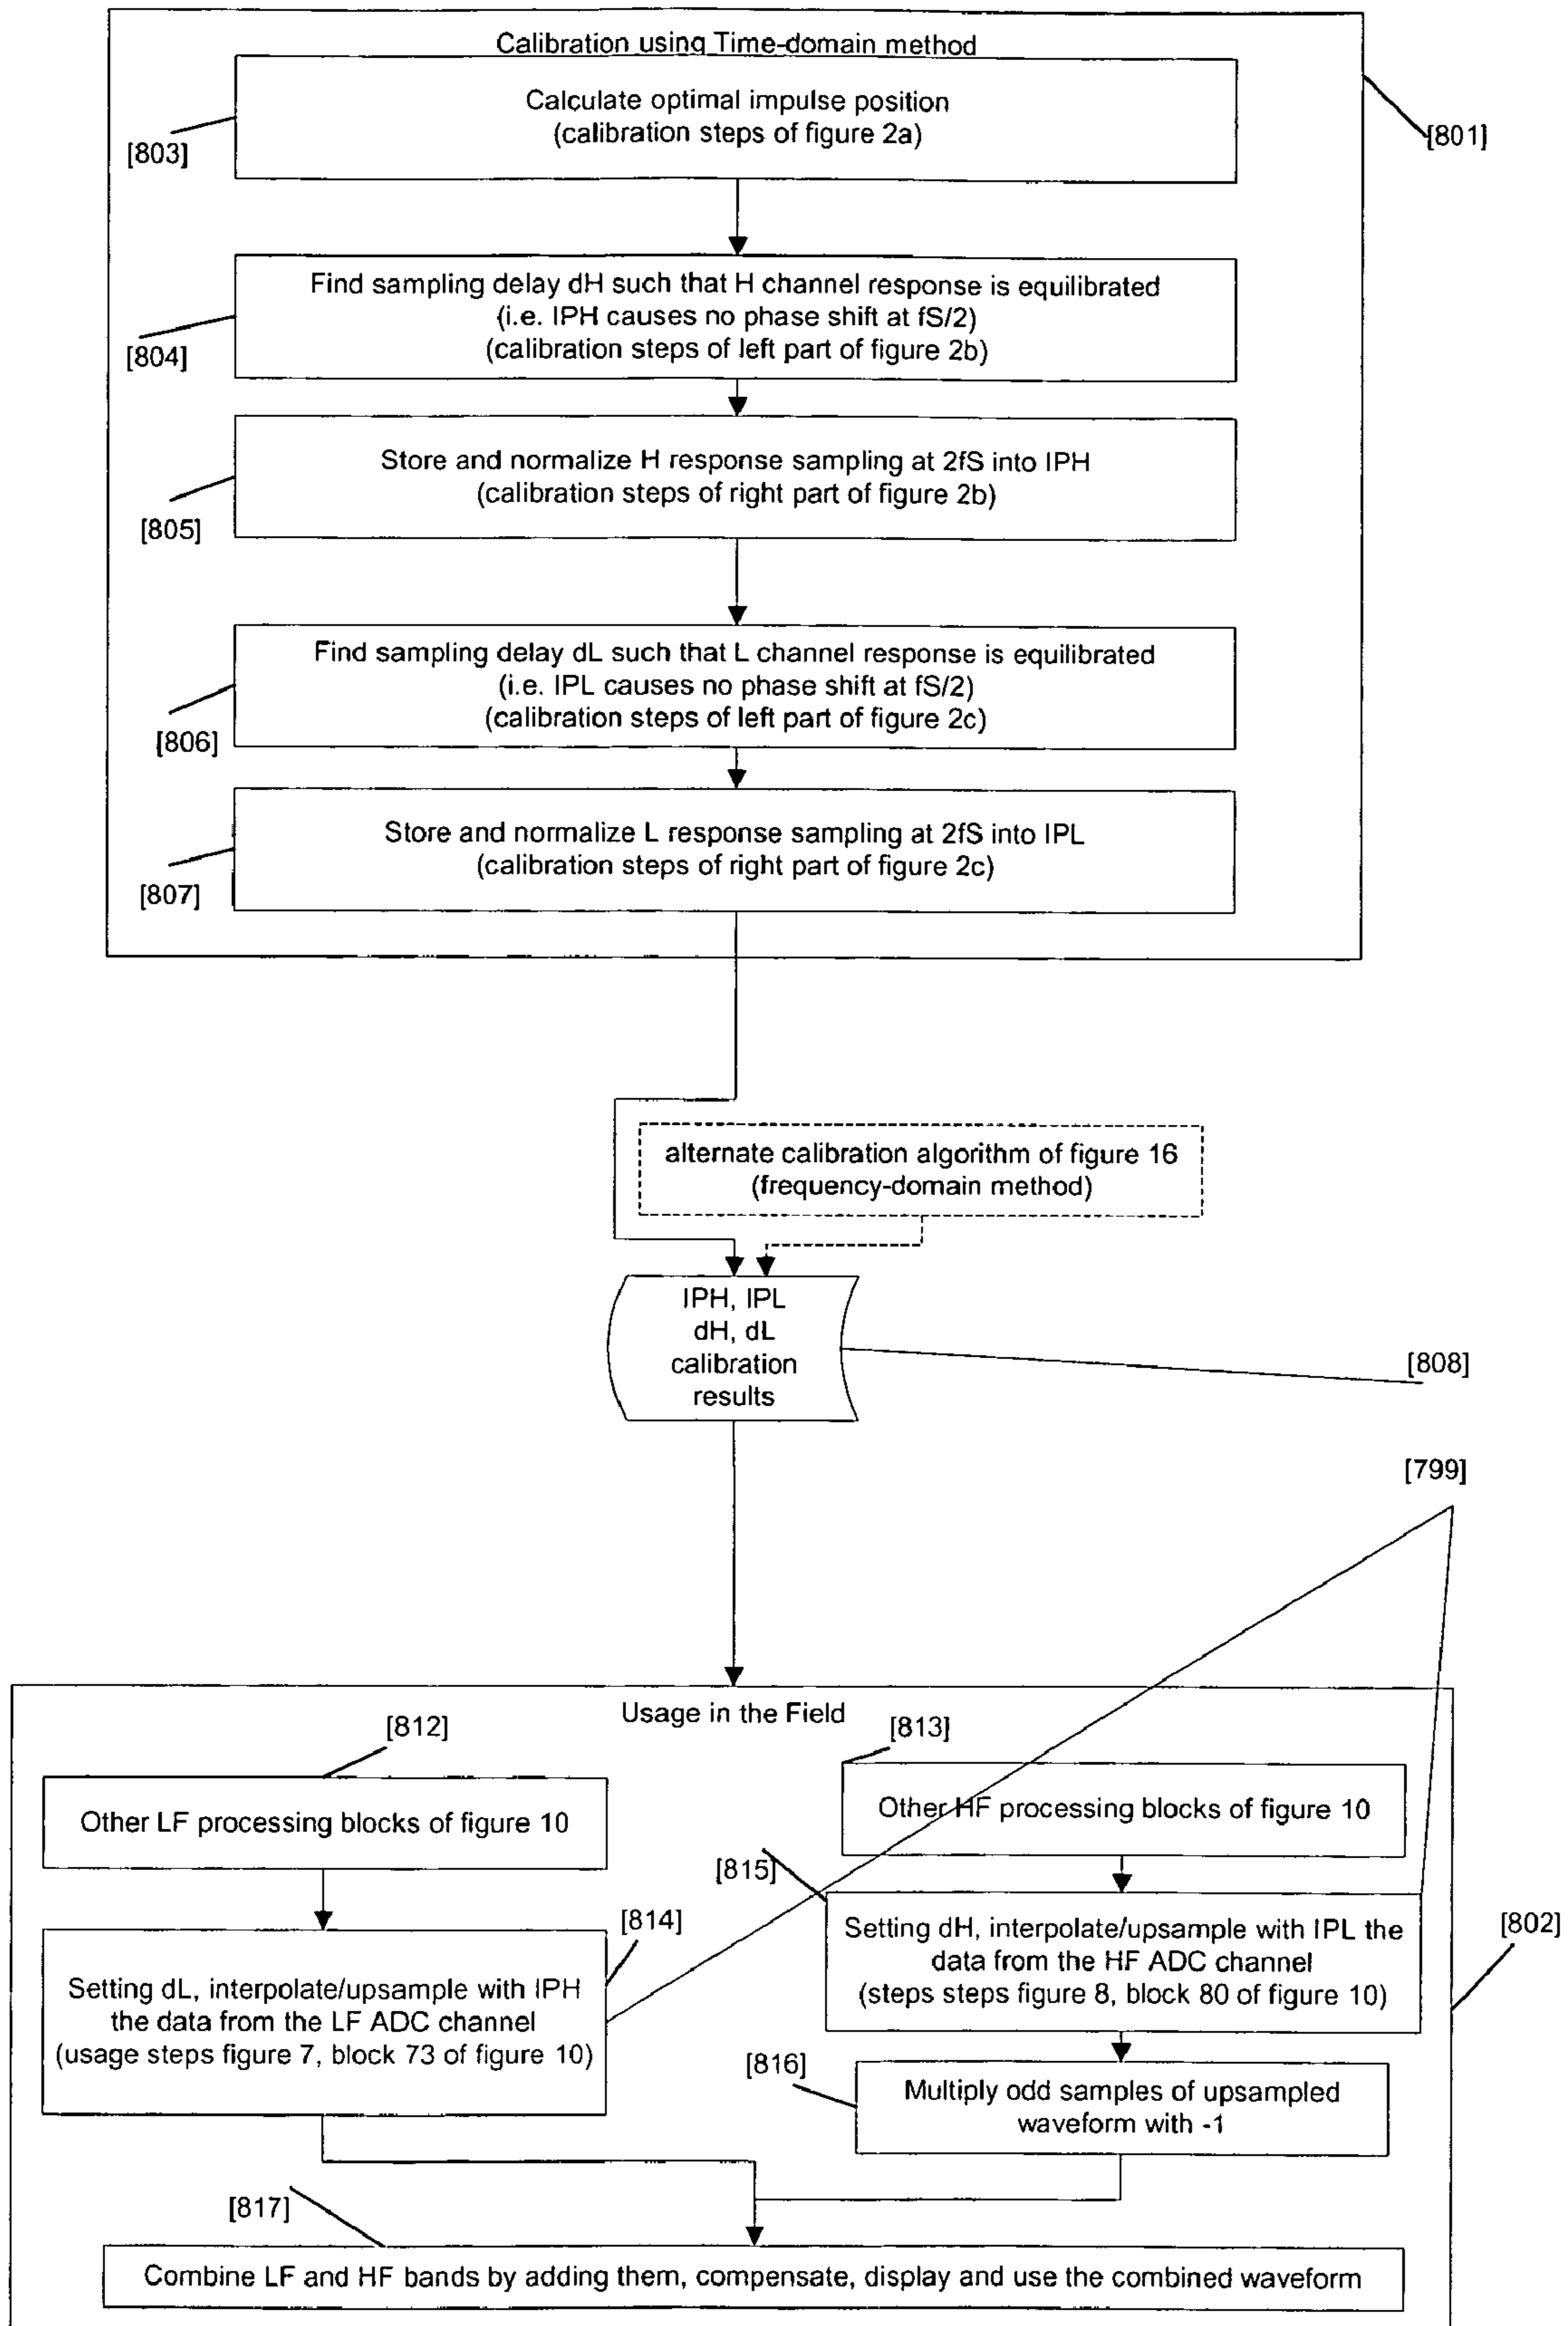 Calibration using Time-domain method
Calculate optimal impulse position
(calibration steps of figure 2a)
[803]
[801]
Find sampling delay dH such that H channel response is equilibrated
(i.e. IPH causes no phase shift at fS/2)
(calibration steps of left part of figure 2b)
[804]
Store and normalize H response sampling at 2fS into IPH
(calibration steps of right part of figure 2b)
[805]
Find sampling delay dL such that L channel response is equilibrated
(i.e. IPL causes no phase shift at fS/2)
(calibration steps of left part of figure 2c)
[806]
Store and normalize L response sampling at 2fS into IPL
(calibration steps of right part of figure 2c)
[807]
alternate calibration algorithm of figure 16
(frequency-domain method)
IPH, IPL
dH, dL
calibration
results
[808]
[799]
Usage in the Field
[812]
[813]
Other LF processing blocks of figure 10
Other HF processing blocks of figure 10
[815]
[814]
[802]
Setting dL, interpolate/upsample with IPH
the data from the LF ADC channel
(usage steps figure 7, block 73 of figure 10)
Setting dH, interpolate/upsample with IPL the
data from the HF ADC channel
(steps steps figure 8, block 80 of figure 10)
[816]
Multiply odd samples of upsampled
waveform with -1
[817]
Combine LF and HF bands by adding them, compensate, display and use the combined waveform